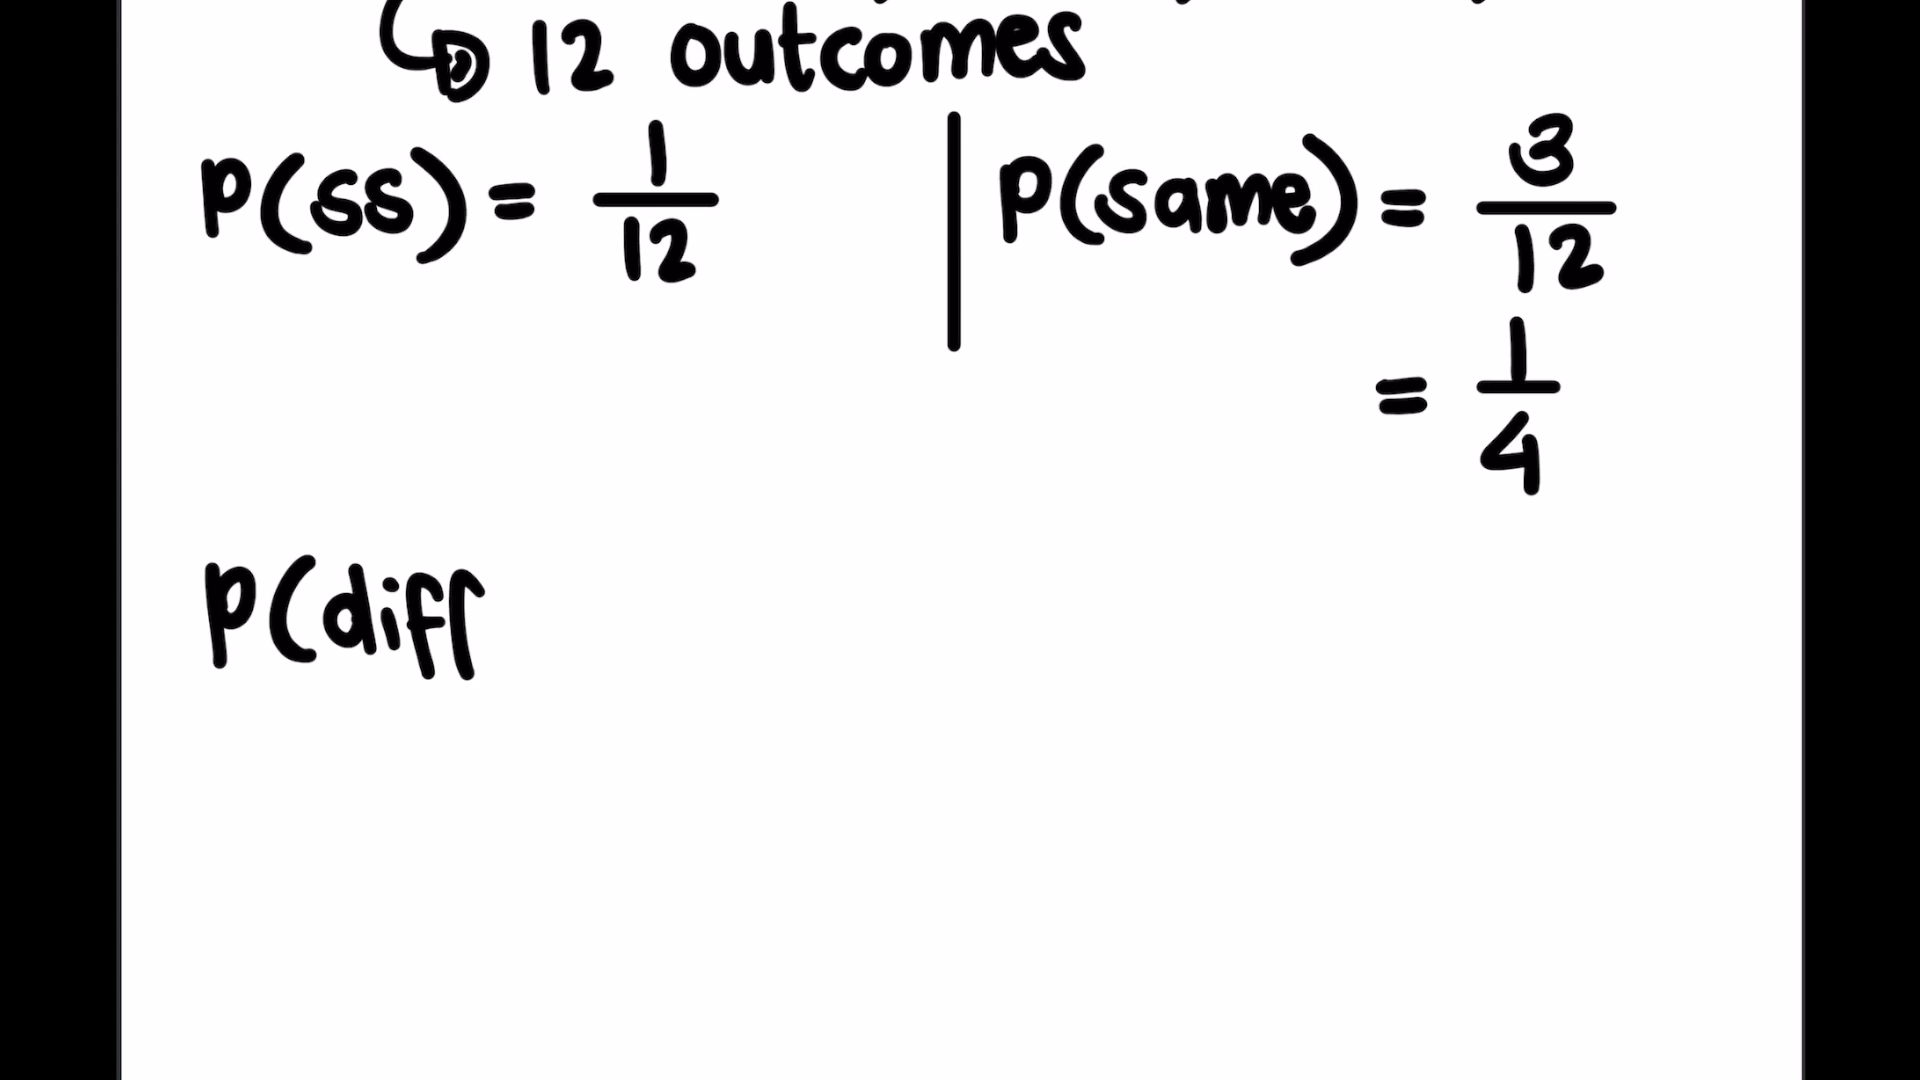 12 outcomes
P(ss) = 1/12 | P(same) = 3/12
= 1/4
P(diff